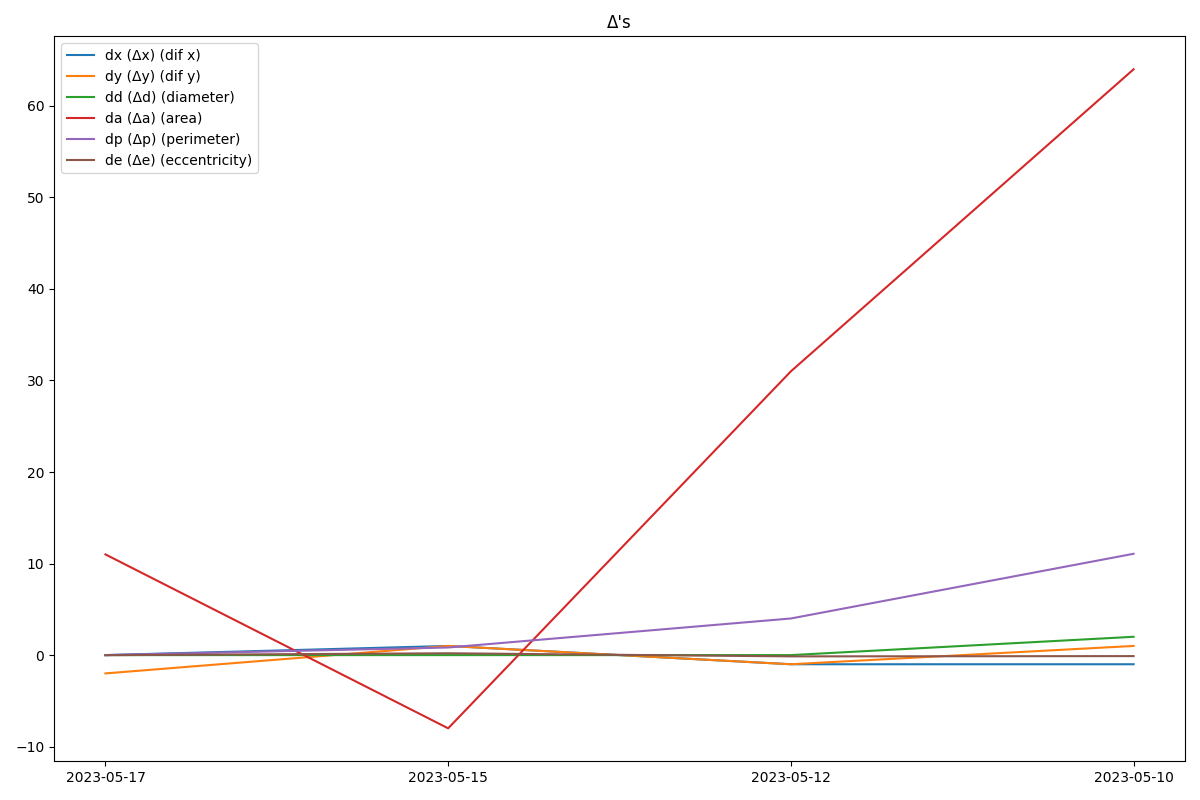 Δ's
dx (Δx) (dif x)
dy (Δy) (dif y)
dd (Δd) (diameter)
da (Δa) (area)
dp (Δp) (perimeter)
de (Δe) (eccentricity)
60
50
40
30
20
10
0
−10
2023-05-17 2023-05-15 2023-05-12 2023-05-10